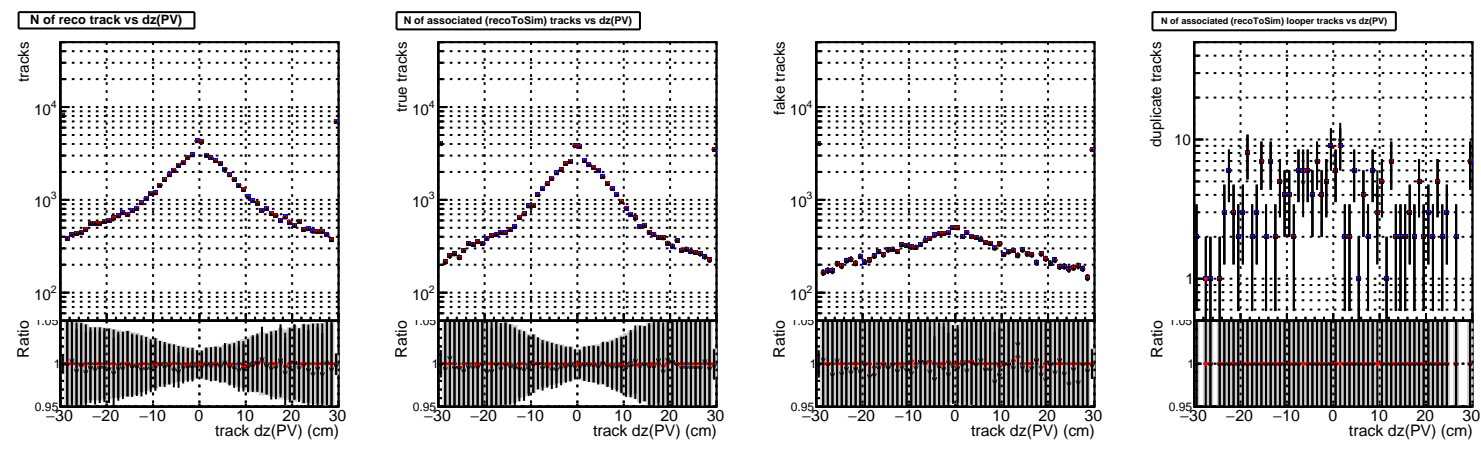 N of reco track vs dz(PV)
tracks
10^4
10^3
10^2
Ratio
1.05
1
0.95
−30 −20 −10 0 10 20 30
track dz(PV) (cm)
N of associated (recoToSim) tracks vs dz(PV)
true tracks
10^4
10^3
10^2
Ratio
1.05
1
0.95
−30 −20 −10 0 10 20 30
track dz(PV) (cm)
fake tracks
10^4
10^3
10^2
Ratio
1.05
1
0.95
−30 −20 −10 0 10 20 30
track dz(PV) (cm)
N of associated (recoToSim) looper tracks vs dz(PV)
duplicate tracks
10
1
Ratio
1.05
1
0.95
−30 −20 −10 0 10 20 30
track dz(PV) (cm)